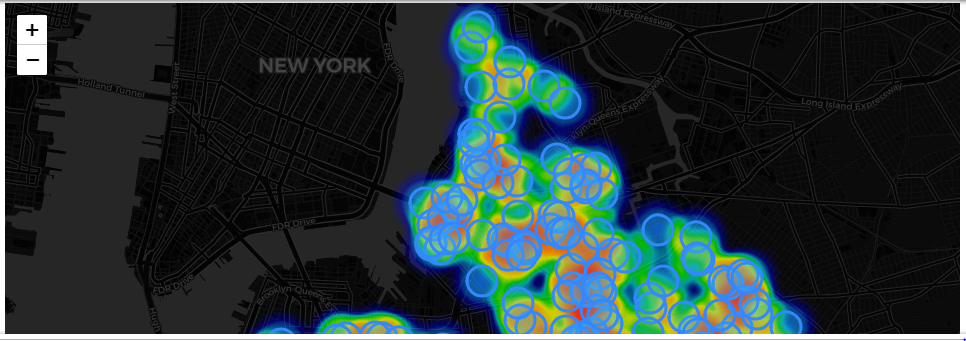 +
−
Long Island Expressway
NEW YORK
FDR Drive
Holland Tunnel
West Street
Long Island Expressway
Brooklyn-Queens Expressway
FDR Drive
FDR Drive
Brooklyn Queens E